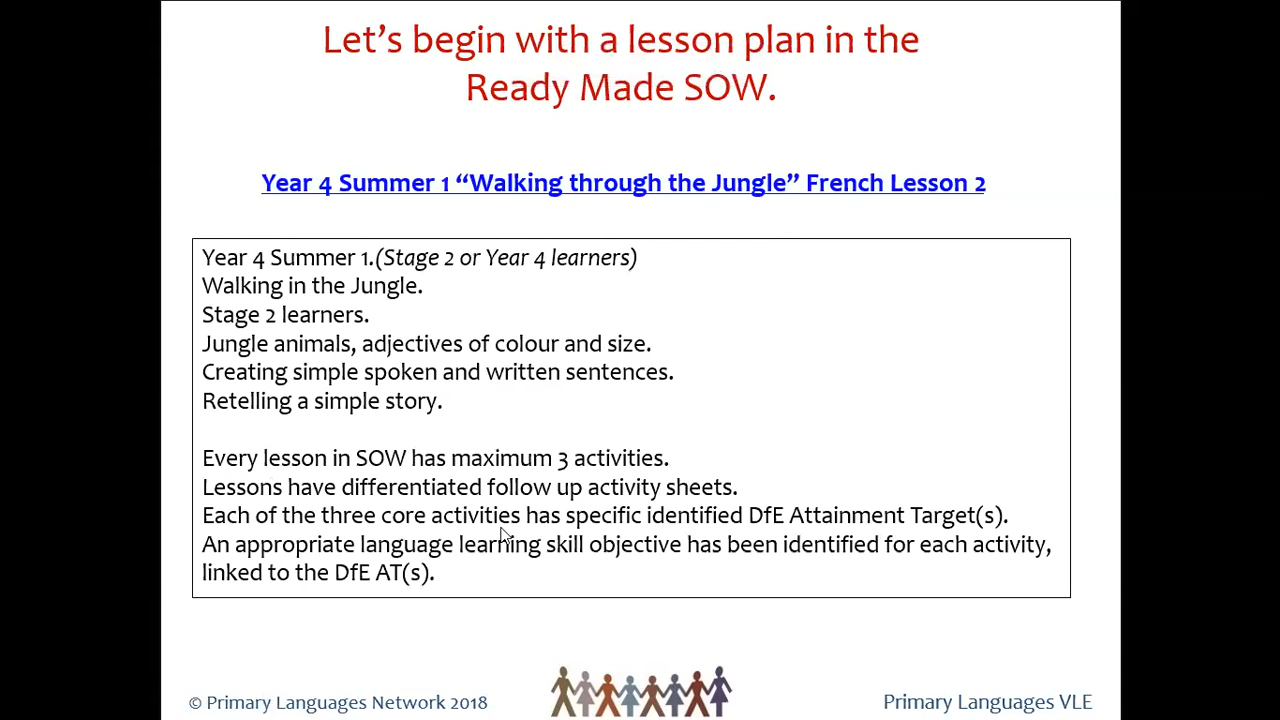 Let’s begin with a lesson plan in the
Ready Made SOW.
Year 4 Summer 1 “Walking through the Jungle” French Lesson 2
Year 4 Summer 1.(Stage 2 or Year 4 learners)
Walking in the Jungle.
Stage 2 learners.
Jungle animals, adjectives of colour and size.
Creating simple spoken and written sentences.
Retelling a simple story.
Every lesson in SOW has maximum 3 activities.
Lessons have differentiated follow up activity sheets.
Each of the three core activities has specific identified DfE Attainment Target(s).
An appropriate language learning skill objective has been identified for each activity,
linked to the DfE AT(s).
© Primary Languages Network 2018
Primary Languages VLE